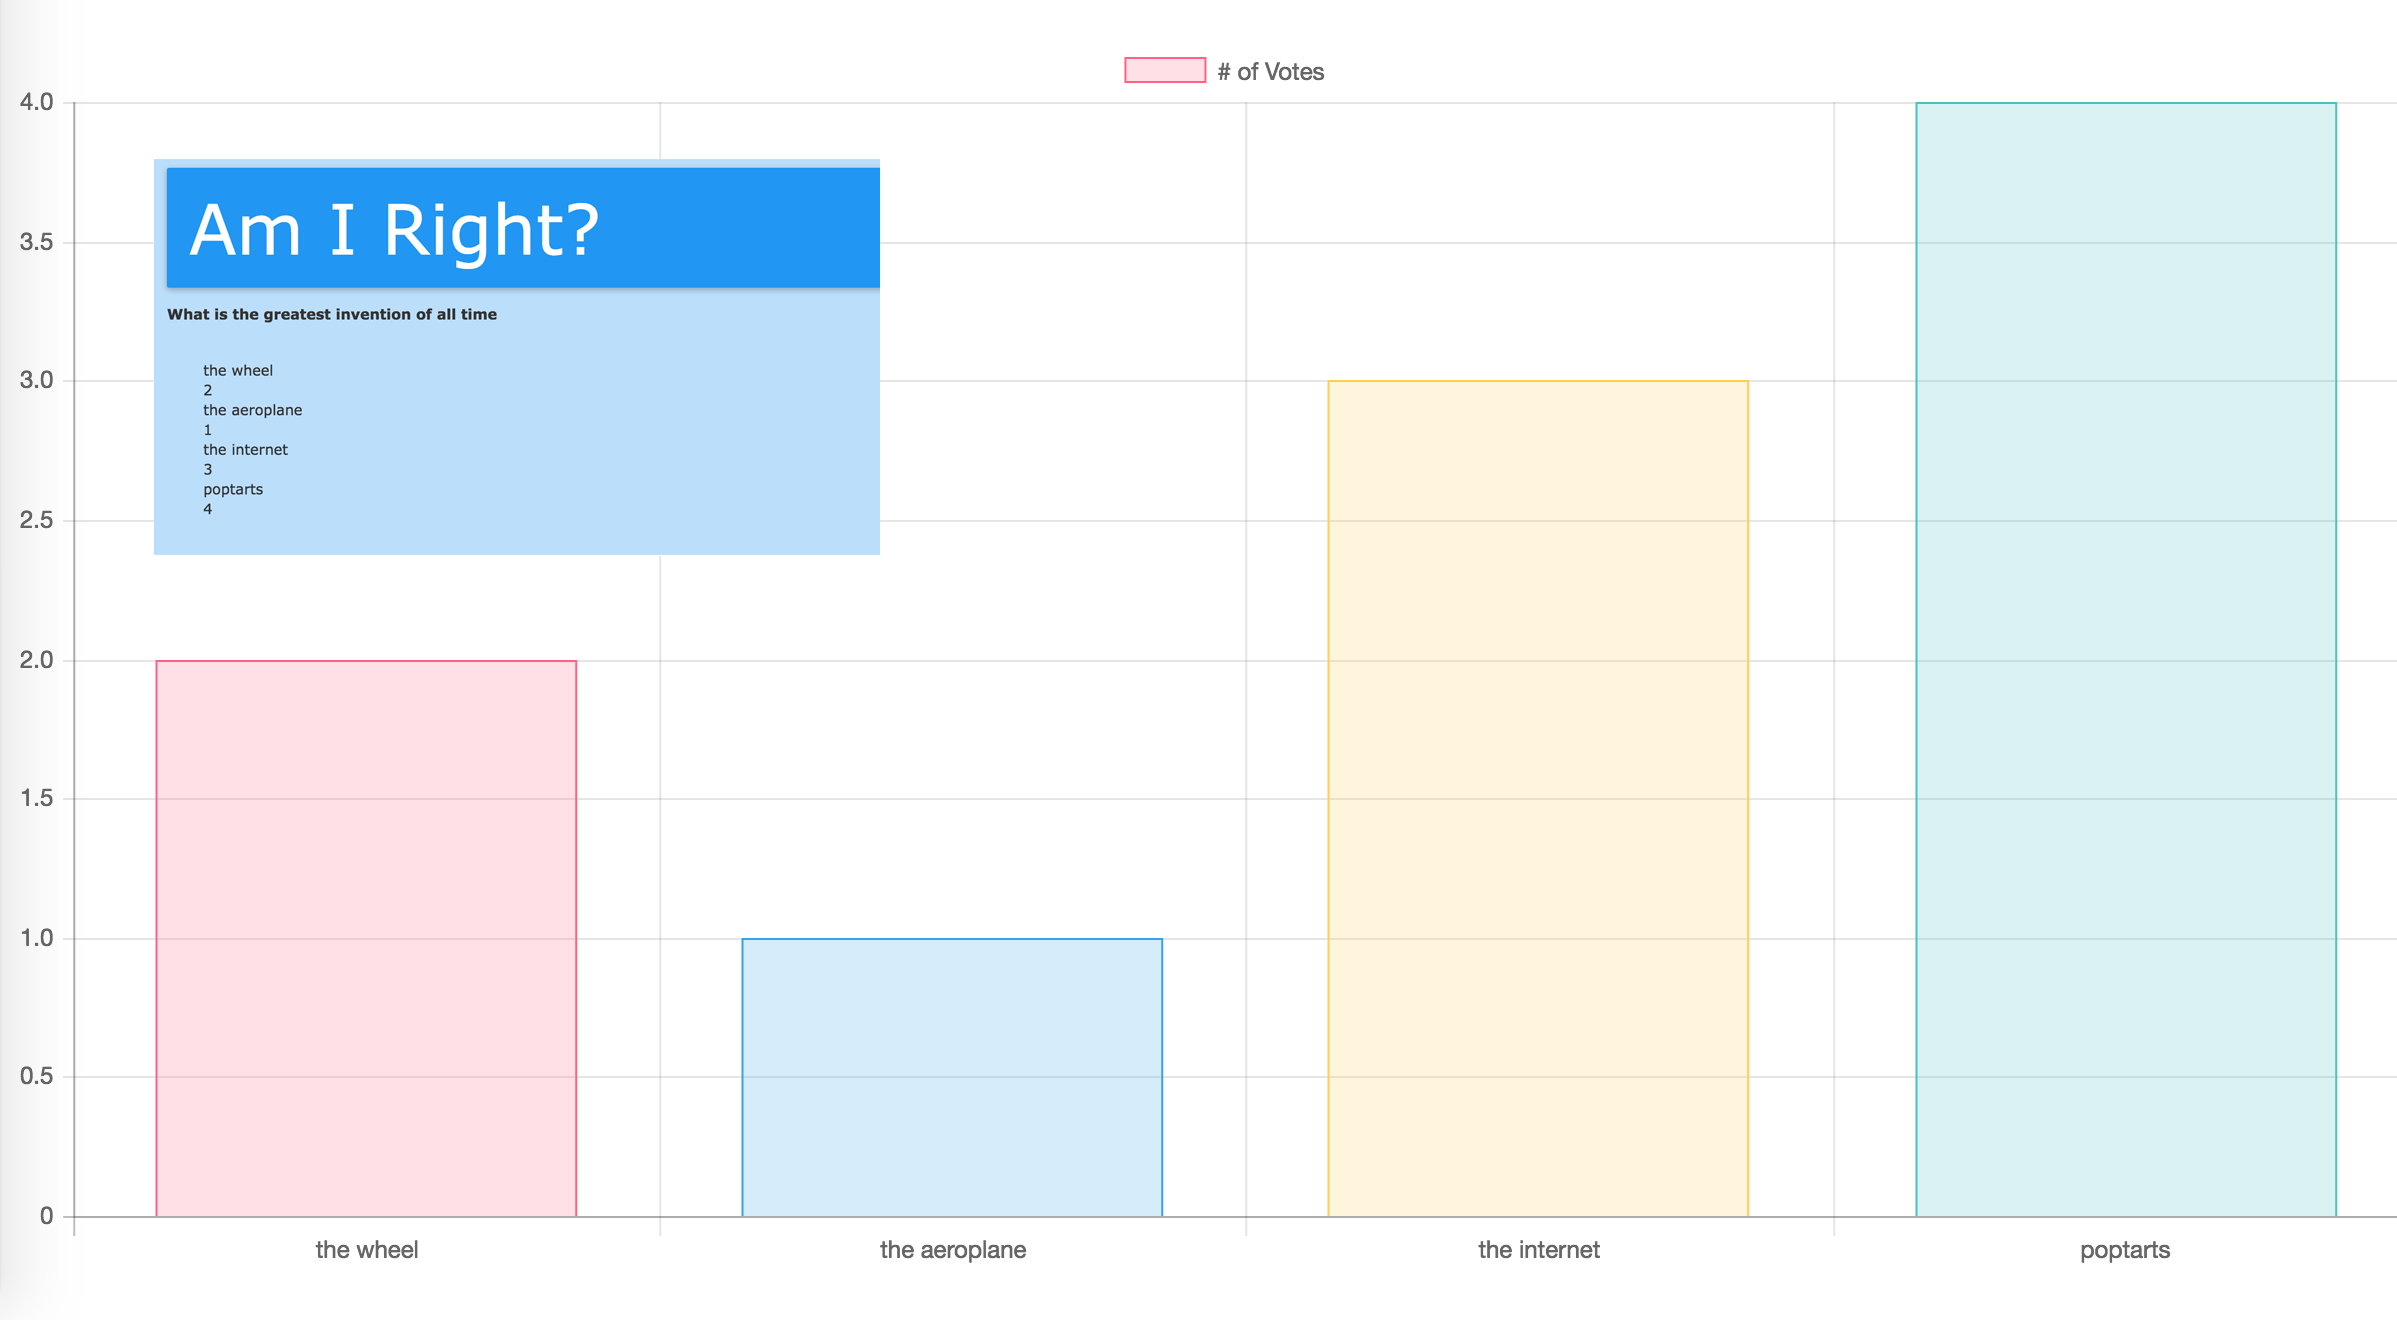 # of Votes
4.0
Am I Right?
3.5
What is the greatest invention of all time
the wheel
3.0
2
the aeroplane
1
the internet
3
poptarts
4
2.5
2.0
1.5
1.0
0.5
0
the wheel
the aeroplane
the internet
poptarts